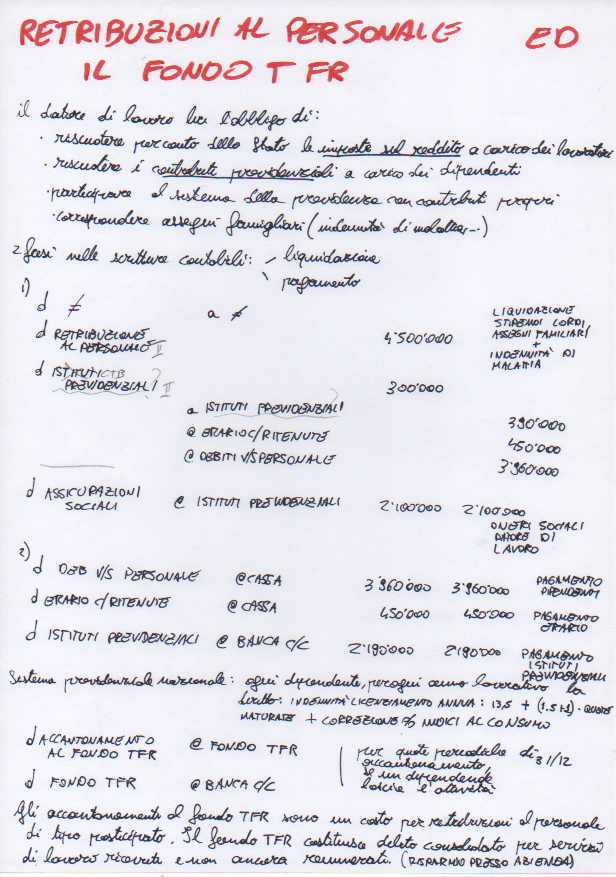 RETRIBUZIONI AL PERSONALE ED
IL FONDO TFR
il datore di lavoro ha l'obbligo di:
· riscuotere per conto dello Stato le imposte sul reddito a carico dei lavoratori
· riscuotere i contributi previdenziali a carico dei dipendenti
· partecipare al sistema della previdenza con contributi propri
· corrispondere assegni famigliari (indennità di malattia...)
2 fasi nelle scritture contabili: liquidazione
pagamento
1)
d ≠ a ≠ LIQUIDAZIONE
STIPENDI LORDI
d RETRIBUZIONE 4'500'000 ASSEGNI FAMILIARI
AL PERSONALE II +
INDENNITÀ DI
MALATTIA
d ISTITUTI 300'000
PREVIDENZIALI II
a ISTITUTI PREVIDENZIALI 390'000
@ ERARIO C/RITENUTE 450'000
@ DEBITI V/S PERSONALE 3'960'000
d ASSICURAZIONI @ ISTITUTI PREVIDENZIALI 2'100'000 2'100'000
SOCIALI ONERI SOCIALI
DI
LAVORO
2)
d DEB V/S PERSONALE @ CASSA 3'960'000 3'960'000 PAGAMENTO
DIPENDENTI
d ERARIO C/RITENUTE @ CASSA 450'000 450'000 PAGAMENTO
ERARIO
d ISTITUTI PREVIDENZIALI @ BANCA C/C 2'190'000 2'190'000 PAGAMENTO
ISTITUTI
PREVIDENZIALI
Sistema previdenziale nazionale: ogni dipendente, per ogni anno lavorativo ha
diritto: INDENNITÀ LICENZIAMENTO ANNUA: 13,5 + QUOTE
MATURATE + CORREZIONE % INDICI AL CONSUMO
d ACCANTONAMENTO @ FONDO TFR per quote periodiche di 31/12
AL FONDO TFR accantonamento,
se un dipendente
d FONDO TFR @ BANCA C/C lascia l'attività
Gli accantonamenti al fondo TFR sono un costo per retribuzioni al personale
di tipo posticipato. Il fondo TFR costituisce debito consolidato per servizi
di lavoro ricevuti e non ancora remunerati. (RISPARMIO PRESSO AZIENDA)